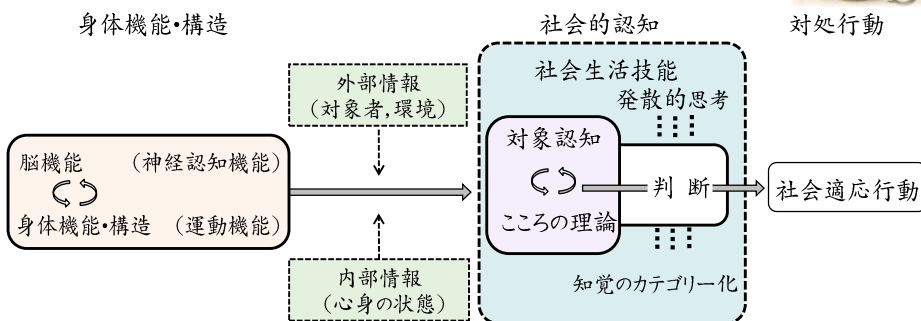 身体機能・構造
社会的認知
対処行動
外部情報
(対象者,環境)
社会生活技能
発散的思考
脳機能 (神経認知機能)
身体機能・構造 (運動機能)
対象認知
こころの理論
判断
社会適応行動
内部情報
(心身の状態)
知覚のカテゴリー化